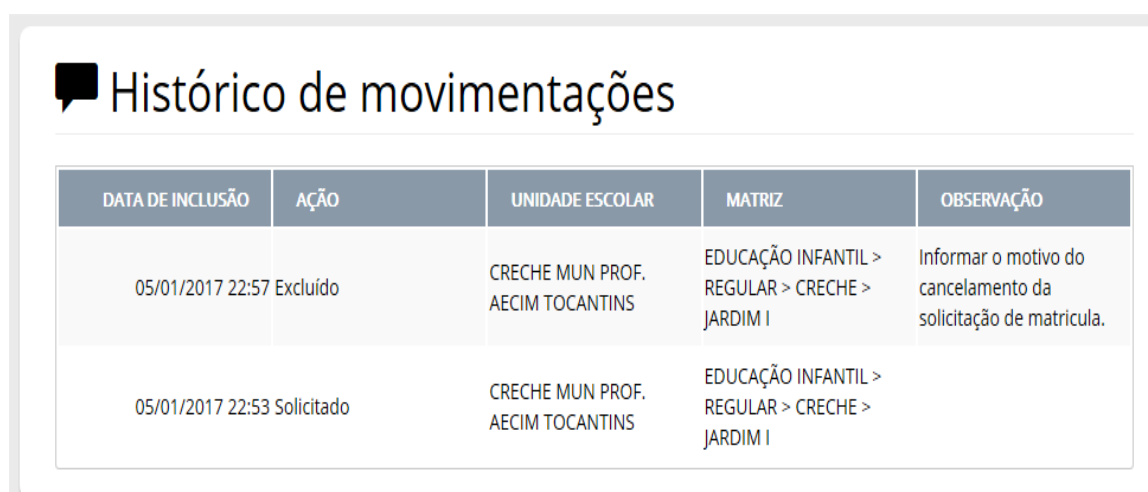 Histórico de movimentações
DATA DE INCLUSÃO AÇÃO UNIDADE ESCOLAR MATRIZ OBSERVAÇÃO
05/01/2017 22:57 Excluído
CRECHE MUN PROF.
AECIM TOCANTINS
EDUCAÇÃO INFANTIL >
REGULAR > CRECHE >
JARDIM I
Informar o motivo do
cancelamento da
solicitação de matricula.
05/01/2017 22:53 Solicitado
CRECHE MUN PROF.
AECIM TOCANTINS
EDUCAÇÃO INFANTIL >
REGULAR > CRECHE >
JARDIM I